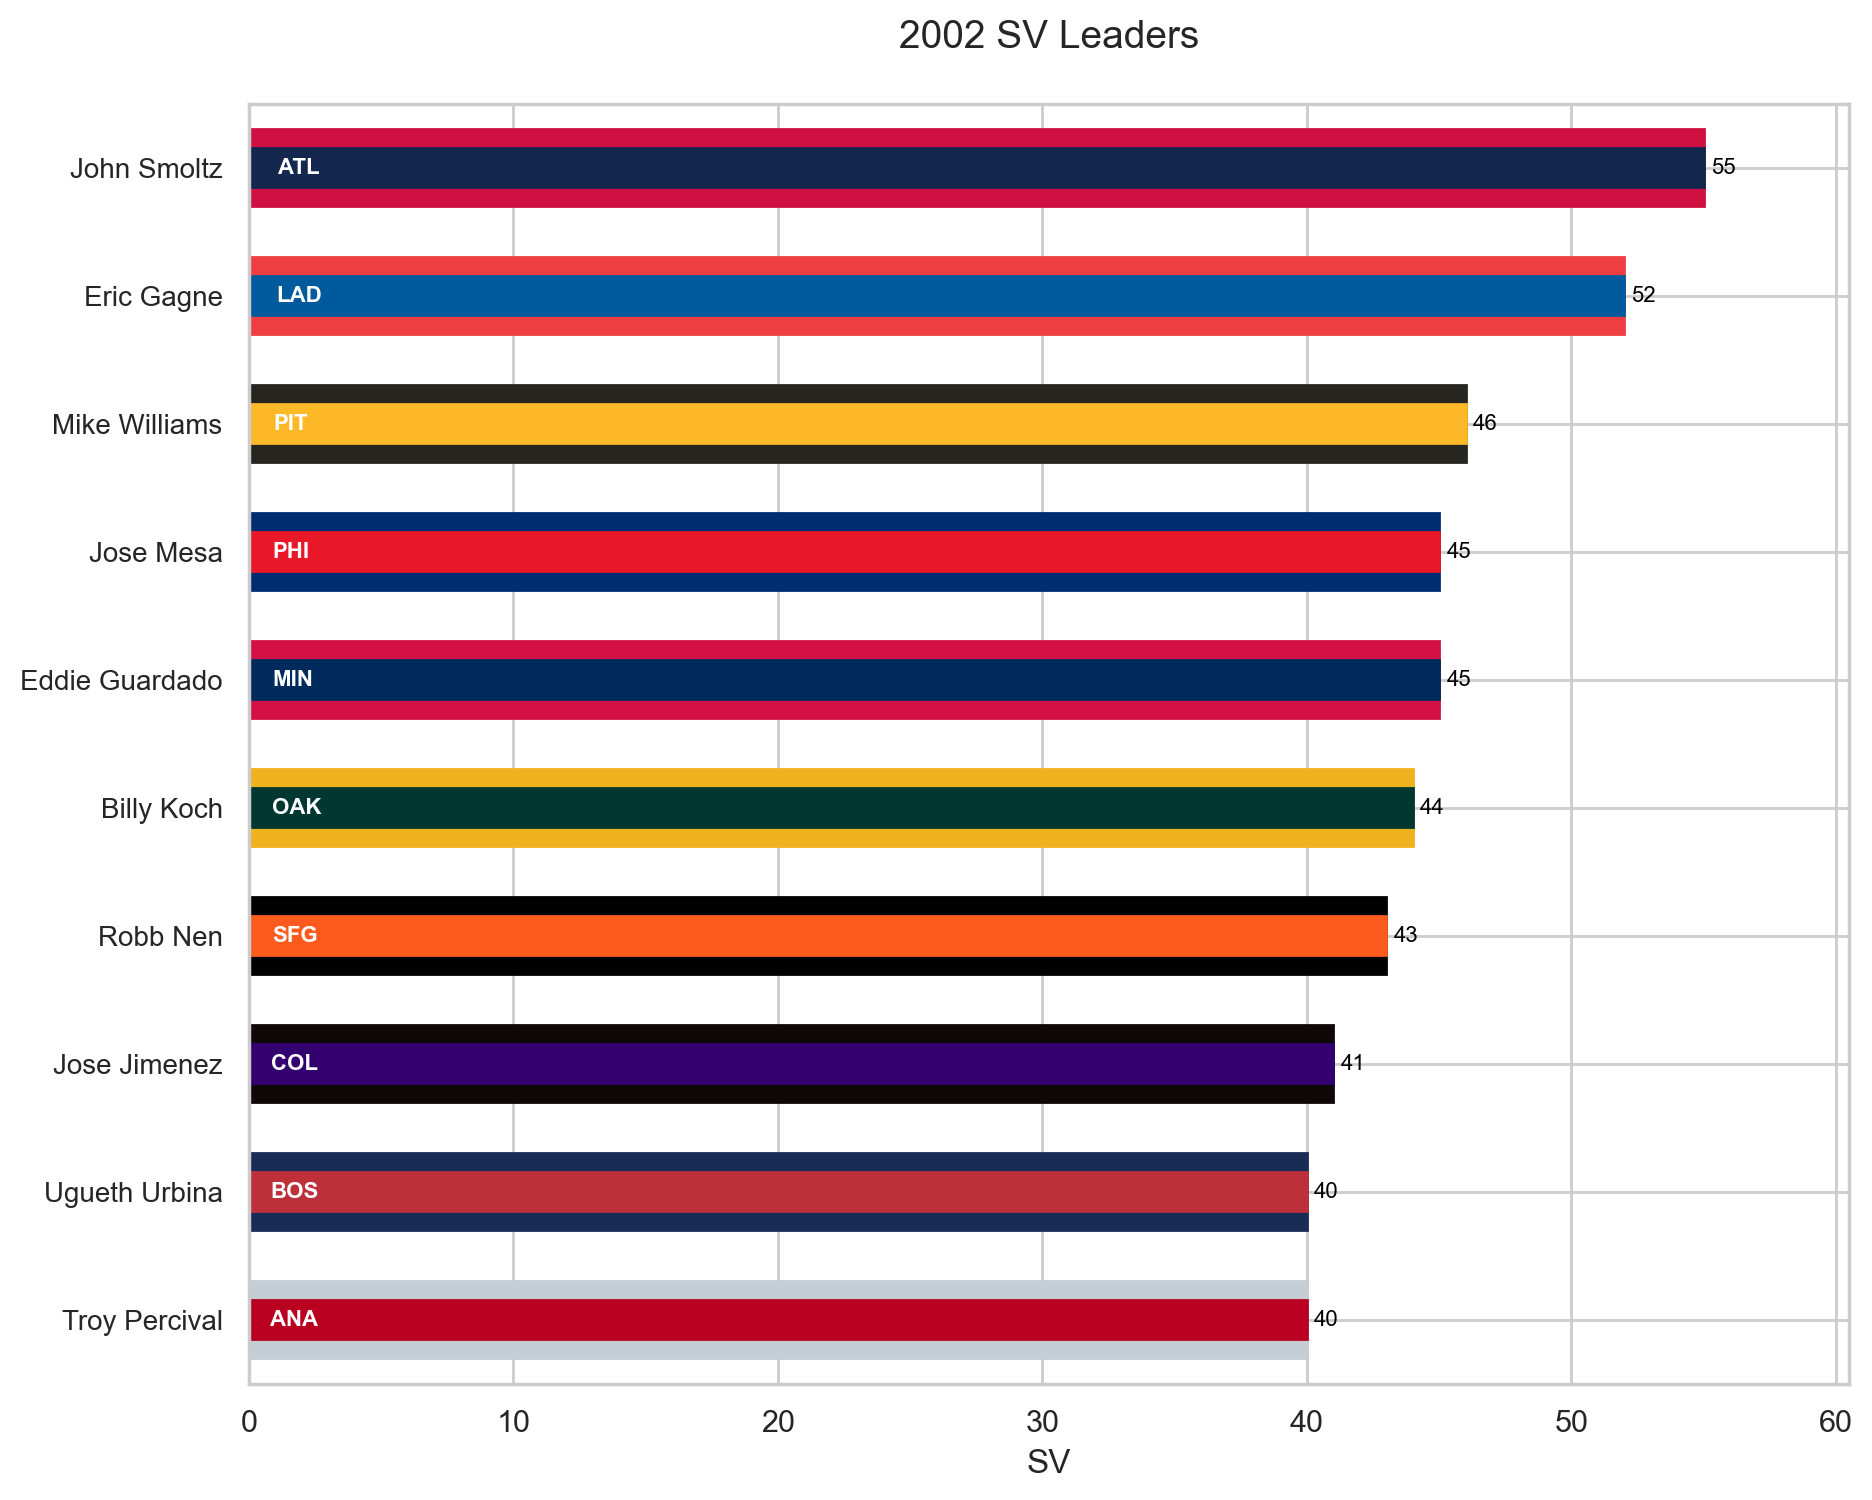 2002 SV Leaders
John Smoltz ATL 55
Eric Gagne LAD 52
Mike Williams PIT 46
Jose Mesa PHI 45
Eddie Guardado MIN 45
Billy Koch OAK 44
Robb Nen SFG 43
Jose Jimenez COL 41
Ugueth Urbina BOS 40
Troy Percival ANA 40
0 10 20 30 40 50 60
SV